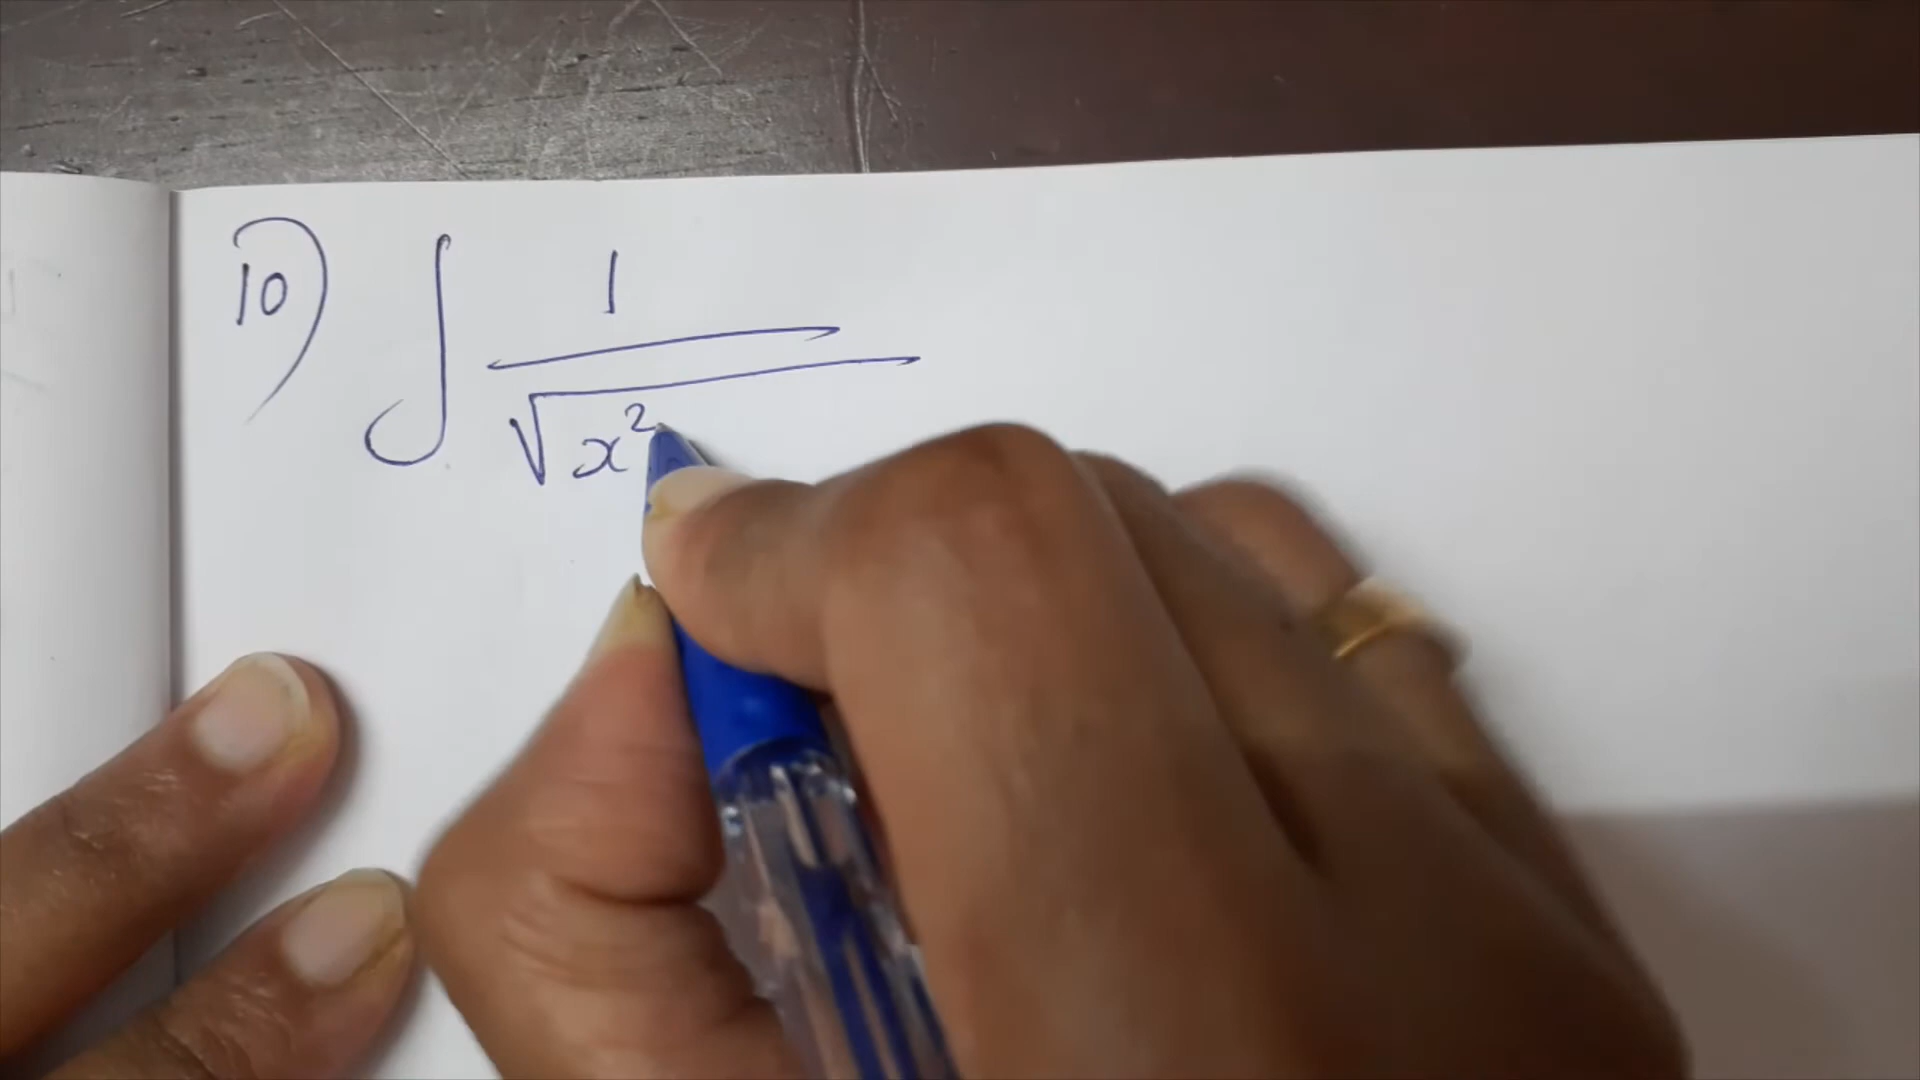 10) ∫ 1/√x²